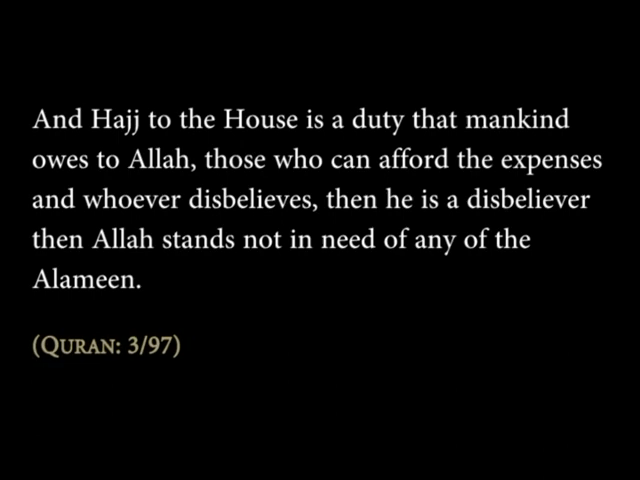 And Hajj to the House is a duty that mankind
owes to Allah, those who can afford the expenses
and whoever disbelieves, then he is a disbeliever
then Allah stands not in need of any of the
Alameen.
(QURAN: 3/97)